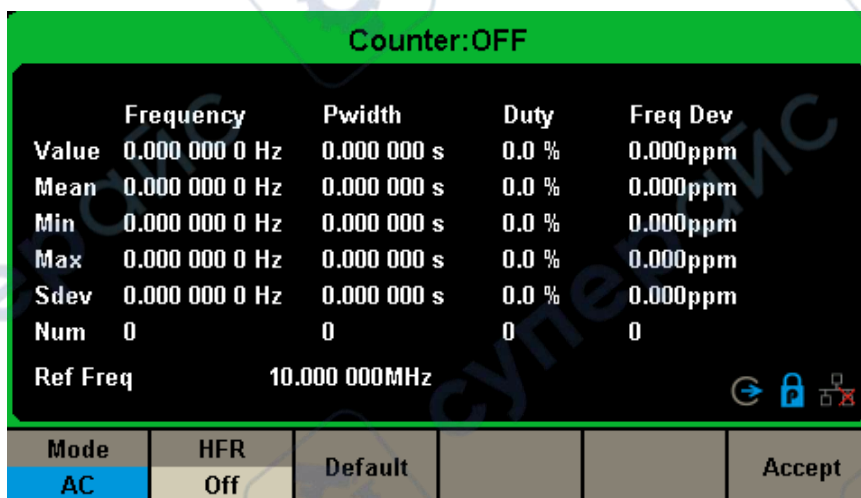 Counter:OFF
Frequency Pwidth Duty Freq Dev
Value 0.000 000 0 Hz 0.000 000 s 0.0 % 0.000ppm
Mean 0.000 000 0 Hz 0.000 000 s 0.0 % 0.000ppm
Min 0.000 000 0 Hz 0.000 000 s 0.0 % 0.000ppm
Max 0.000 000 0 Hz 0.000 000 s 0.0 % 0.000ppm
Sdev 0.000 000 0 Hz 0.000 000 s 0.0 % 0.000ppm
Num 0 0 0 0
Ref Freq 10.000 000MHz
P
Mode HFR Default Accept
AC Off
суперайс